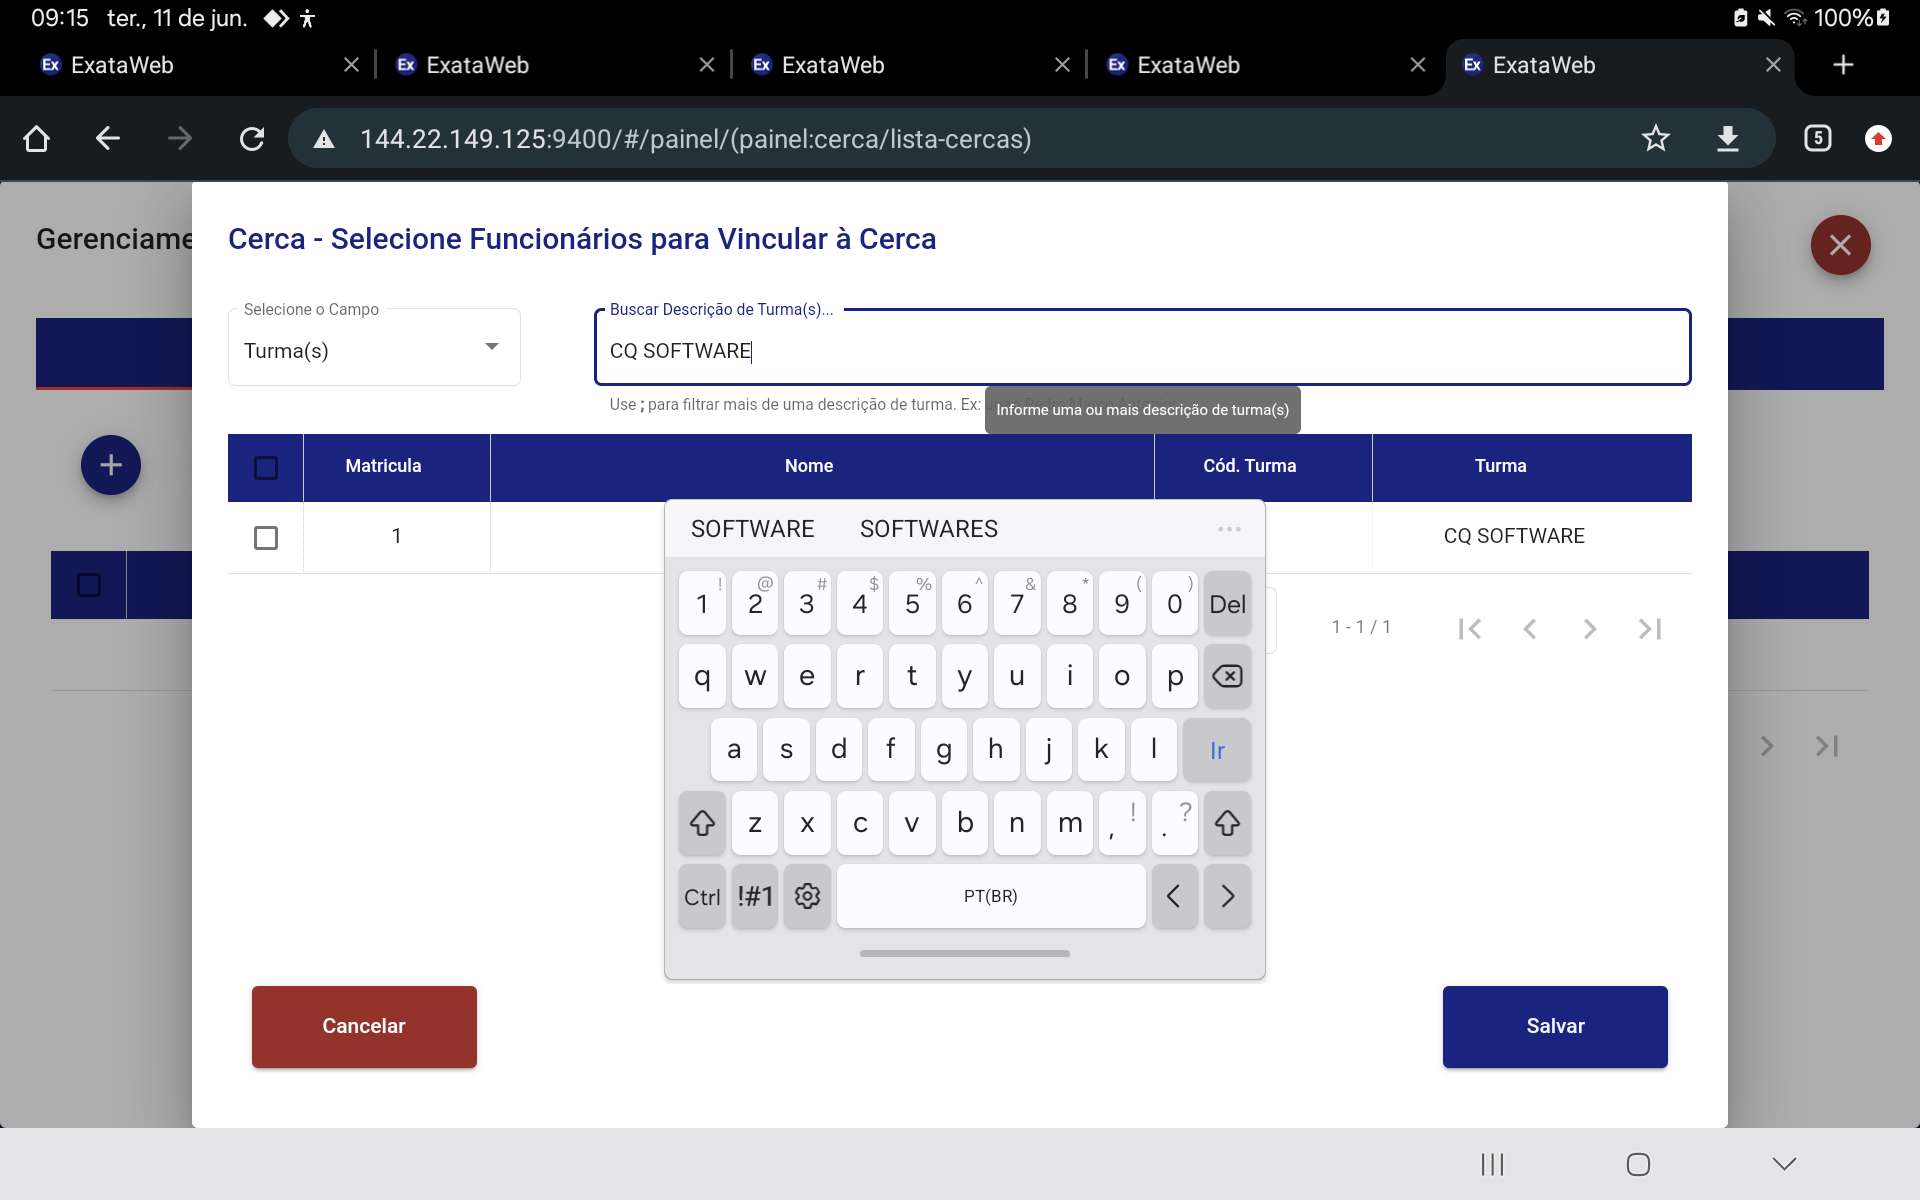 09:15 ter., 11 de jun.
100%
Ex ExataWeb
Ex ExataWeb
Ex ExataWeb
Ex ExataWeb
Ex ExataWeb
144.22.149.125:9400/#/painel/(painel:cerca/lista-cercas)
5
Gerenciame
Cerca - Selecione Funcionários para Vincular à Cerca
Selecione o Campo
Turma(s)
Buscar Descrição de Turma(s)...
CQ SOFTWARE
Use ; para filtrar mais de uma descrição de turma. Ex:
Informe uma ou mais descrição de turma(s)
Matricula Nome Cód. Turma Turma
1 CQ SOFTWARE
1 - 1 / 1
SOFTWARE SOFTWARES
! @ # $ % ^ & * ( )
1 2 3 4 5 6 7 8 9 0 Del
q w e r t y u i o p
a s d f g h j k l Ir
z x c v b n m , ! . ?
Ctrl !#1 PT(BR)
Cancelar
Salvar